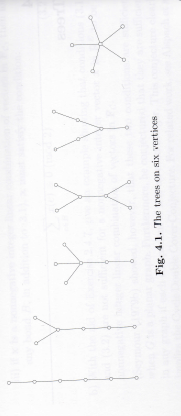 Fig. 4.1. The trees on six vertices